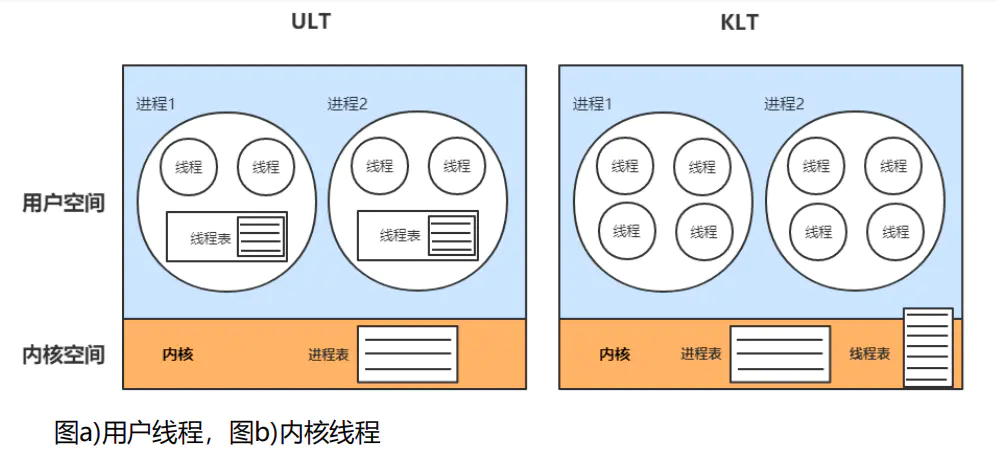 ULT KLT
进程1 进程2 进程1 进程2
线程 线程 线程 线程 线程 线程 线程 线程
用户空间
线程表 线程表 线程 线程 线程 线程
内核空间 内核 进程表 内核 进程表 线程表
图a)用户线程，图b)内核线程